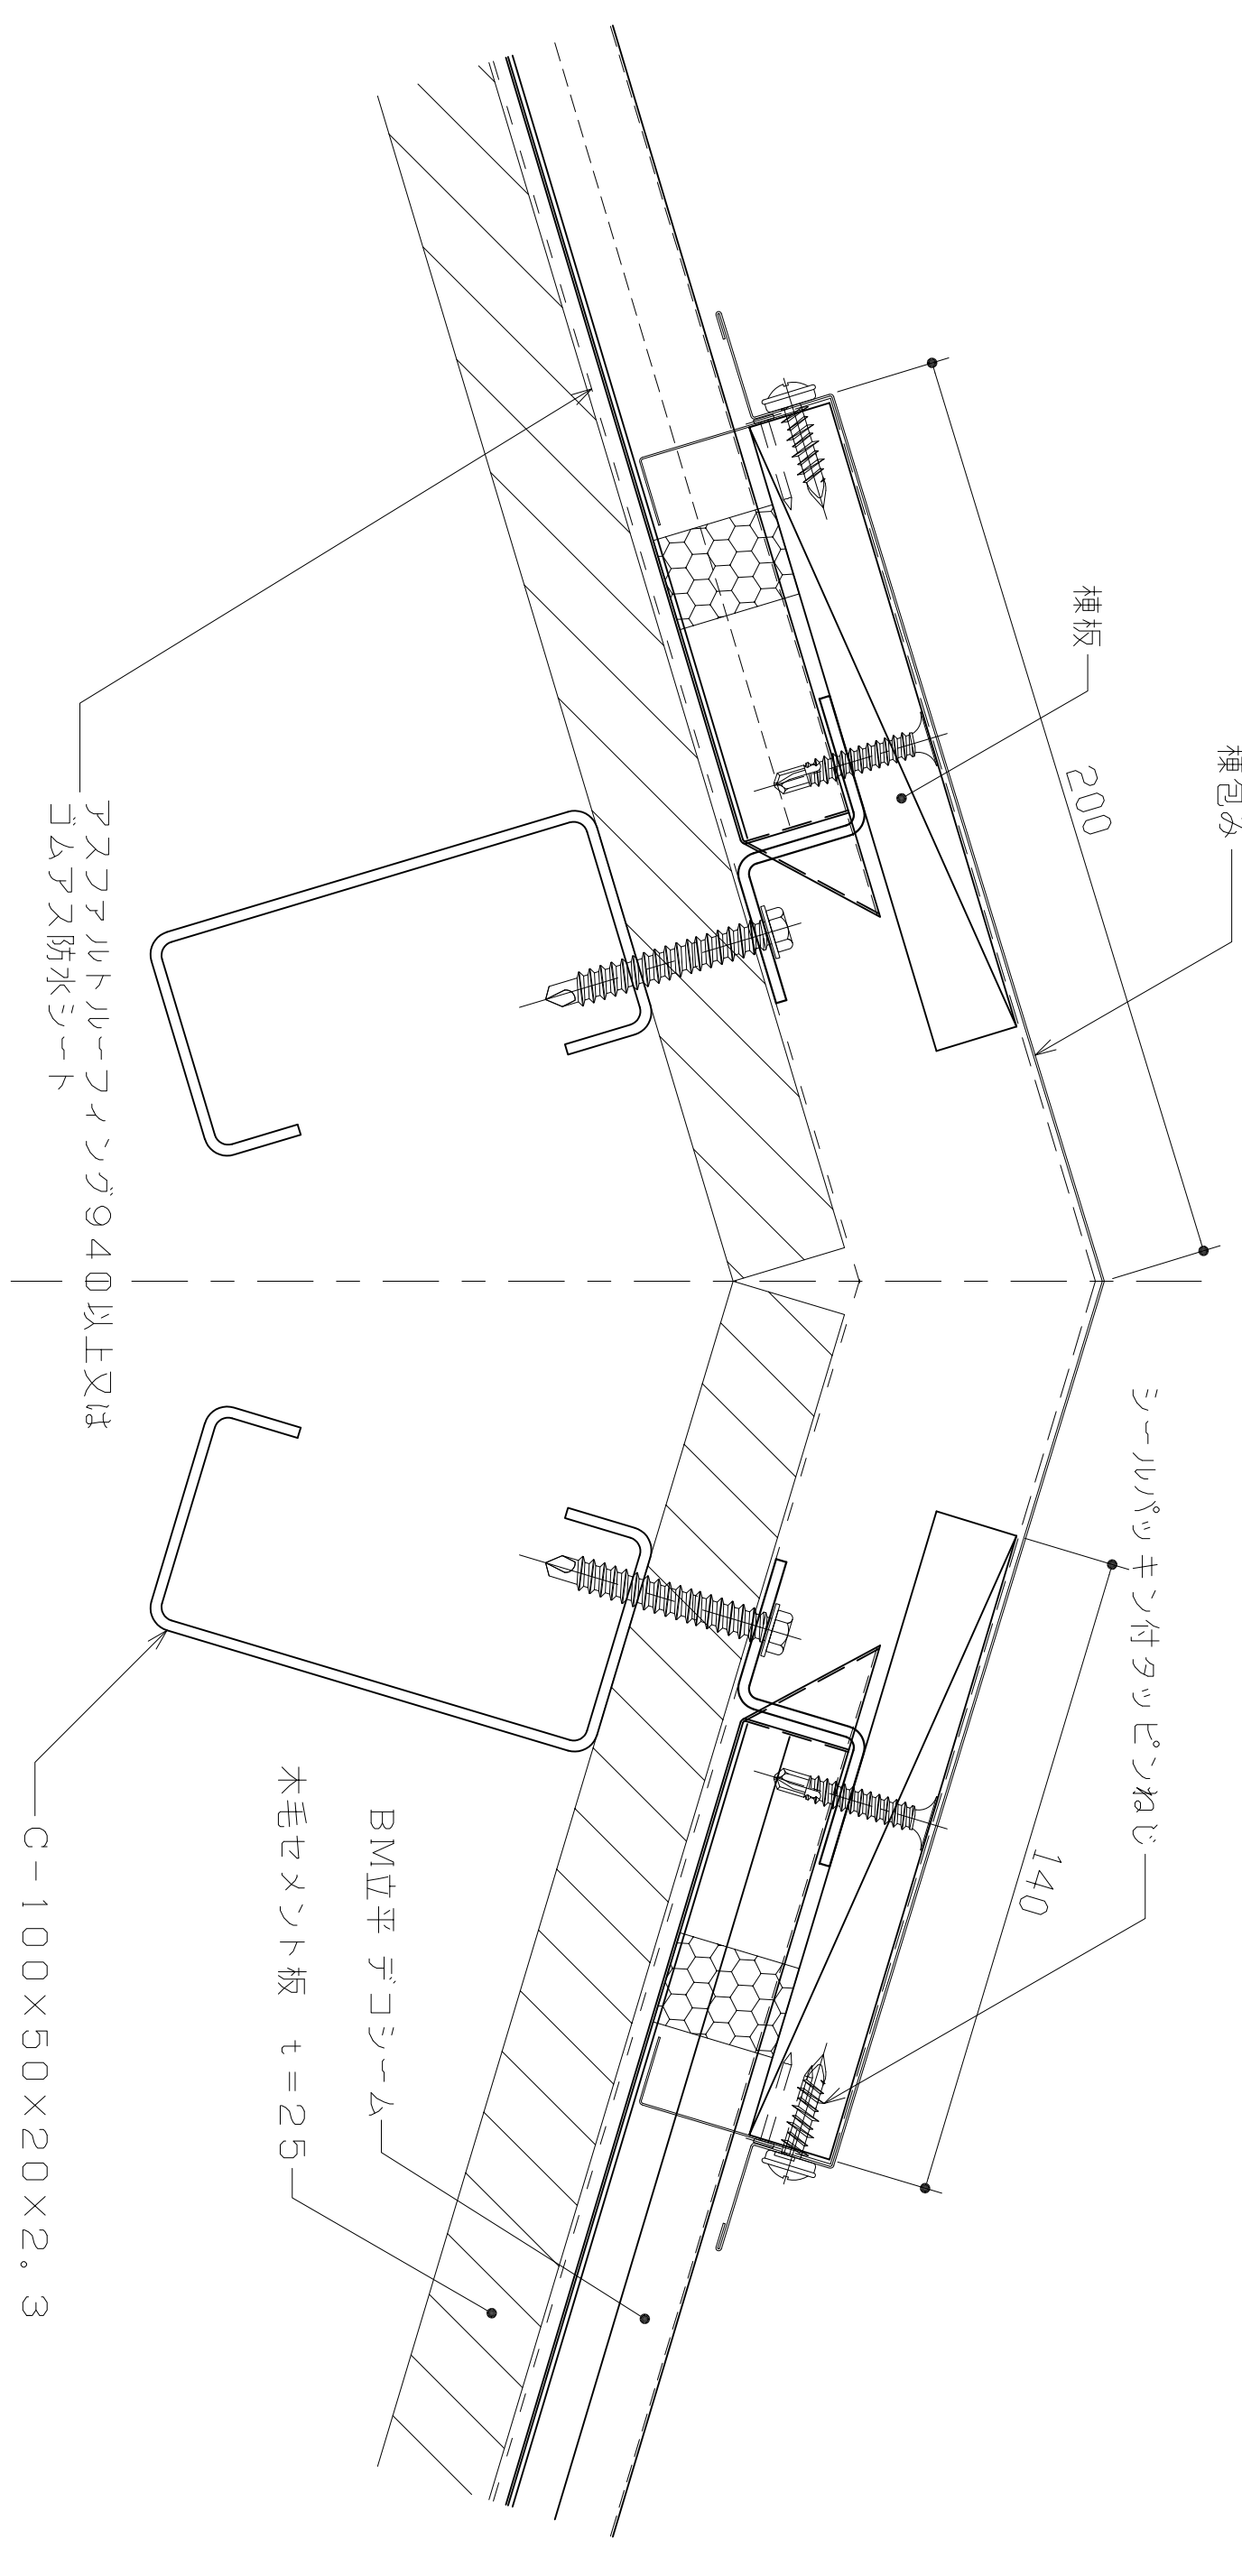 棟包み
棟板
200
シールパッキン付タッピンねじ
140
BM立平 デコシーム
木毛セメント板 t=25
アスファルトルーフィング940以上又は
ゴムアス防水シート
C-100×50×20×2.3